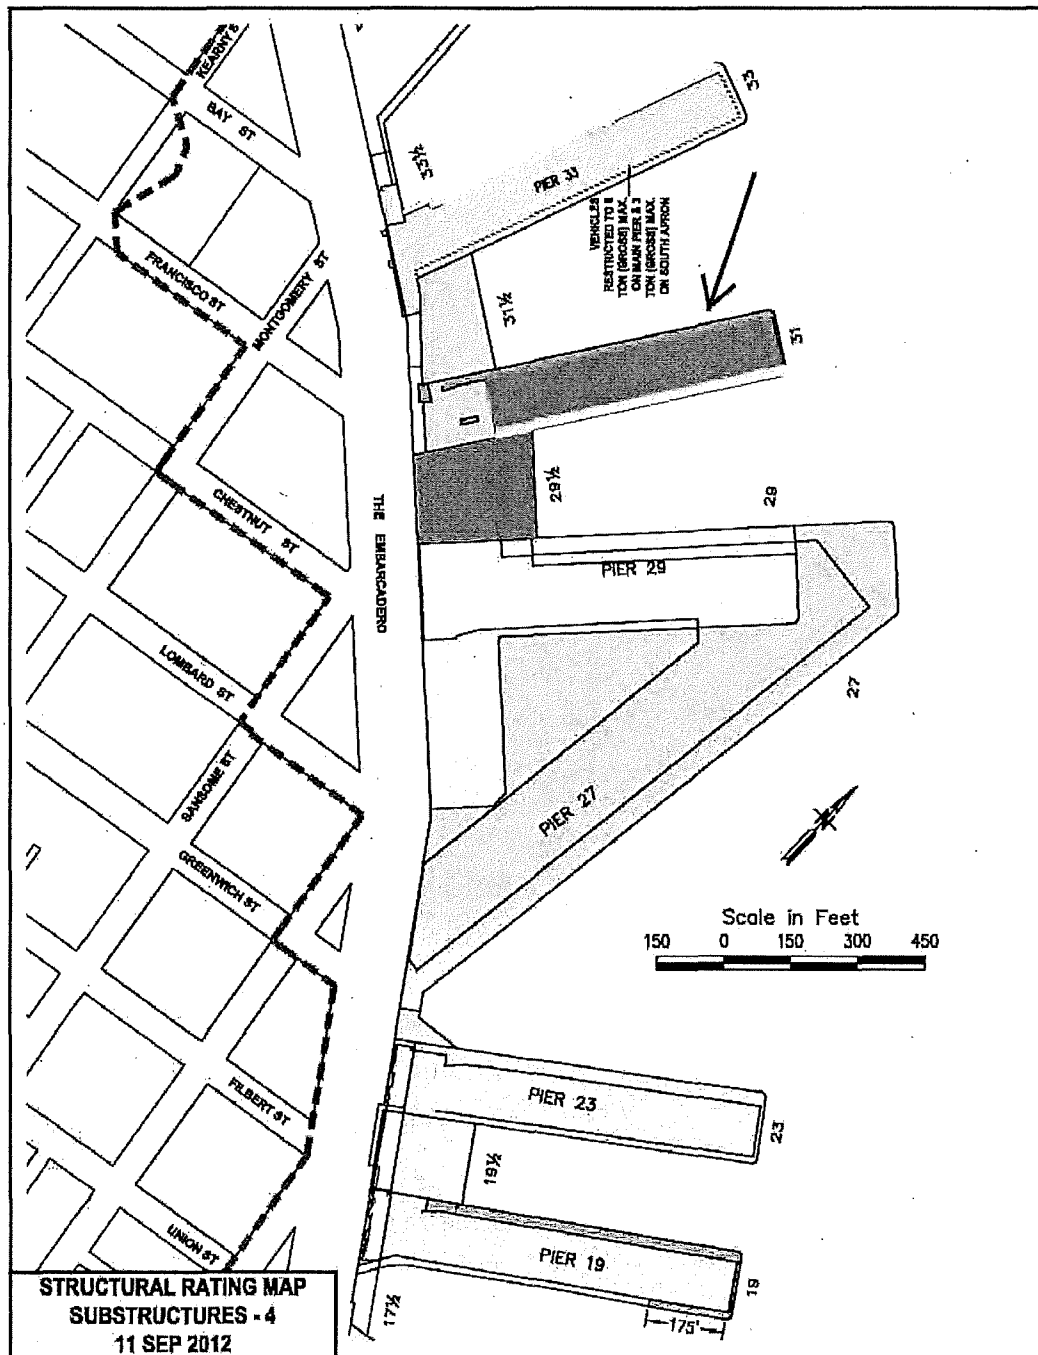 KEARNY S
BAY ST
33½
PIER 33
33
VEHICLES
RESTRICTED TO 8
TON (GROSS) MAX.
ON MAIN PIER & 3
TON (GROSS) MAX.
ON SOUTH APRON
FRANCISCO ST
MONTGOMERY ST
31½
31
CHESTNUT ST
THE EMBARCADERO
29½
29
PIER 29
LOMBARD ST
27
SANSOME ST
PIER 27
GREENWICH ST
Scale in Feet
150 0 150 300 450
FILBERT ST
PIER 23
23
19½
UNION ST
PIER 19
19
17½
175'
STRUCTURAL RATING MAP
SUBSTRUCTURES - 4
11 SEP 2012